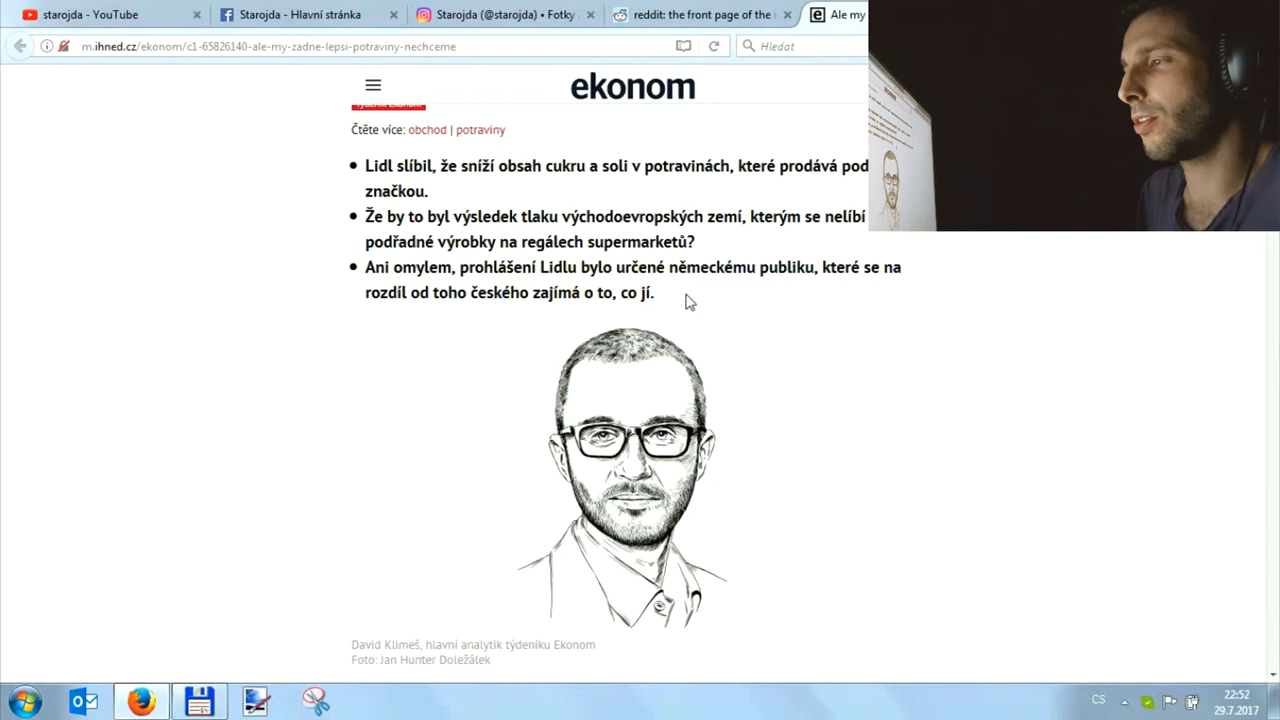 starojda - YouTube
Starojda - Hlavní stránka
Starojda (@starojda) • Fotky
reddit: the front page of the
Ale my
m.ihned.cz/ekonom/c1-65826140-ale-my-zadne-lepsi-potraviny-nechceme
Hledat
ekonom
Čtěte více: obchod | potraviny
Lidl slíbil, že sníží obsah cukru a soli v potravinách, které prodává pod
značkou.
Že by to byl výsledek tlaku východoevropských zemí, kterým se nelíbí
podřadné výrobky na regálech supermarketů?
Ani omylem, prohlášení Lidlu bylo určené německému publiku, které se na
rozdíl od toho českého zajímá o to, co jí.
David Klimeš, hlavní analytik týdeníku Ekonom
Foto: Jan Hunter Doležálek
CS
22:52
29.7.2017